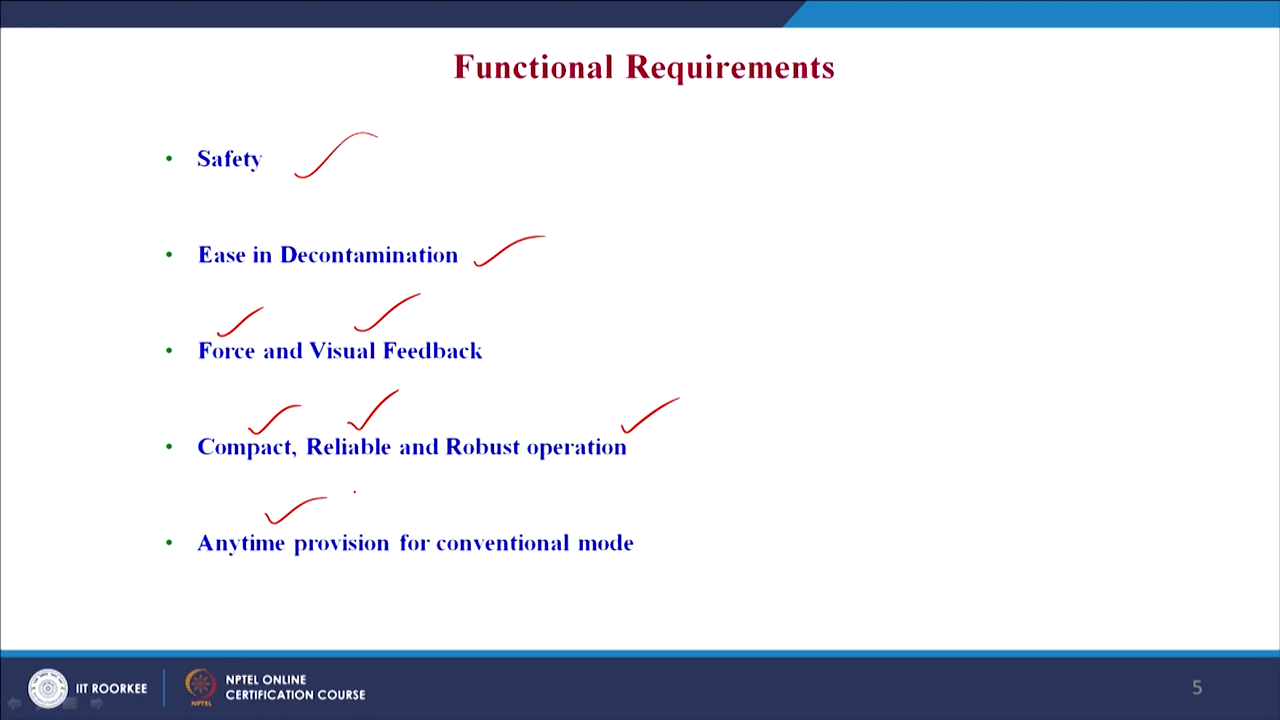 Functional Requirements
• Safety
• Ease in Decontamination
• Force and Visual Feedback
• Compact, Reliable and Robust operation
• Anytime provision for conventional mode
IIT ROORKEE
NPTEL
NPTEL ONLINE
CERTIFICATION COURSE
5